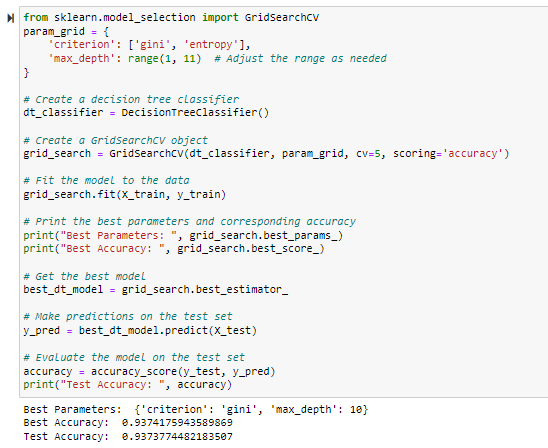 from sklearn.model_selection import GridSearchCV
param_grid = {
    'criterion': ['gini', 'entropy'],
    'max_depth': range(1, 11)  # Adjust the range as needed
}
# Create a decision tree classifier
dt_classifier = DecisionTreeClassifier()
# Create a GridSearchCV object
grid_search = GridSearchCV(dt_classifier, param_grid, cv=5, scoring='accuracy')
# Fit the model to the data
grid_search.fit(X_train, y_train)
# Print the best parameters and corresponding accuracy
print("Best Parameters: ", grid_search.best_params_)
print("Best Accuracy: ", grid_search.best_score_)
# Get the best model
best_dt_model = grid_search.best_estimator_
# Make predictions on the test set
y_pred = best_dt_model.predict(X_test)
# Evaluate the model on the test set
accuracy = accuracy_score(y_test, y_pred)
print("Test Accuracy: ", accuracy)
Best Parameters:  {'criterion': 'gini', 'max_depth': 10}
Best Accuracy:  0.9374175943589869
Test Accuracy:  0.9373774482183507